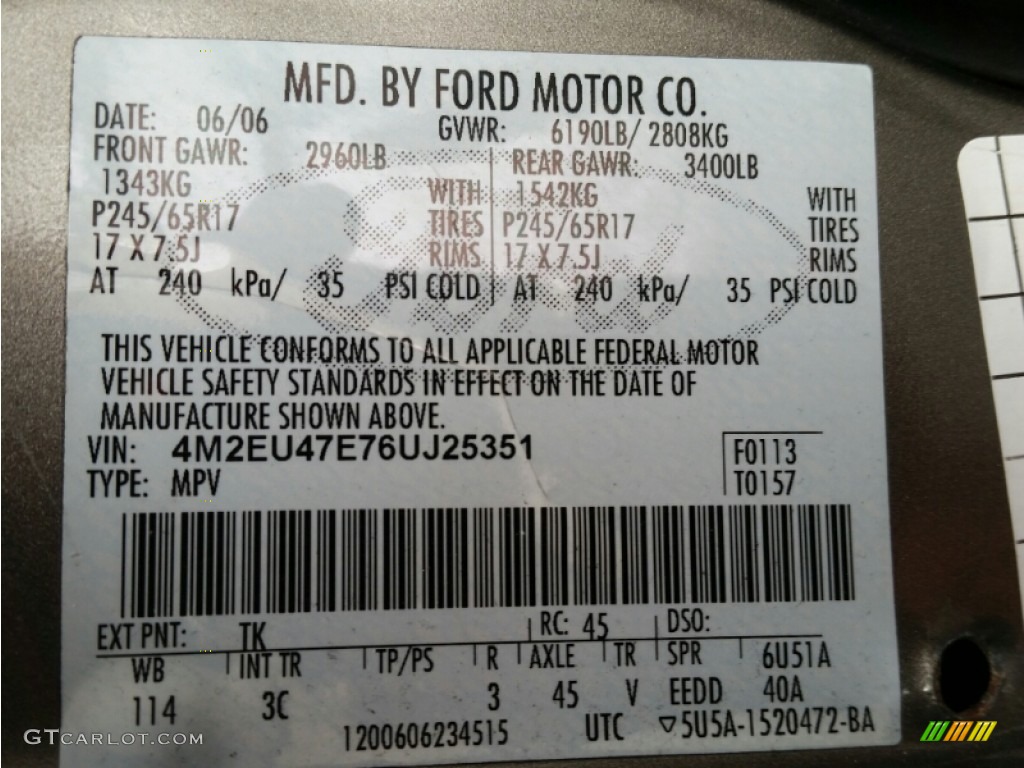 MFD. BY FORD MOTOR CO.
DATE: 06/06 GVWR: 6190LB/ 2808KG
FRONT GAWR: 2960LB REAR GAWR: 3400LB
1343KG WITH 1542KG WITH
P245/65R17 TIRES P245/65R17 TIRES
17 X 7.5J RIMS 17 X 7.5J RIMS
AT 240 kPa/ 35 PSI COLD AT 240 kPa/ 35 PSI COLD
THIS VEHICLE CONFORMS TO ALL APPLICABLE FEDERAL MOTOR
VEHICLE SAFETY STANDARDS IN EFFECT ON THE DATE OF
MANUFACTURE SHOWN ABOVE.
VIN: 4M2EU47E76UJ25351 F0113
TYPE: MPV T0157
EXT PNT: TK RC: 45 DSO:
WB INT TR TP/PS R AXLE TR SPR 6U51A
114 3C 3 45 V EEDD 40A
1200606234515 UTC ▽5U5A-1520472-BA
GTCARLOT.COM
Ford